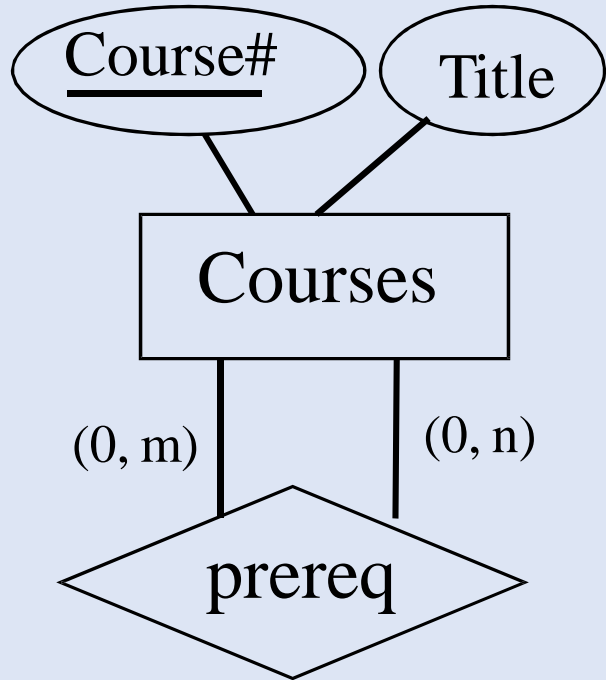 Course#
Title
Courses
(0, m)
(0, n)
prereq